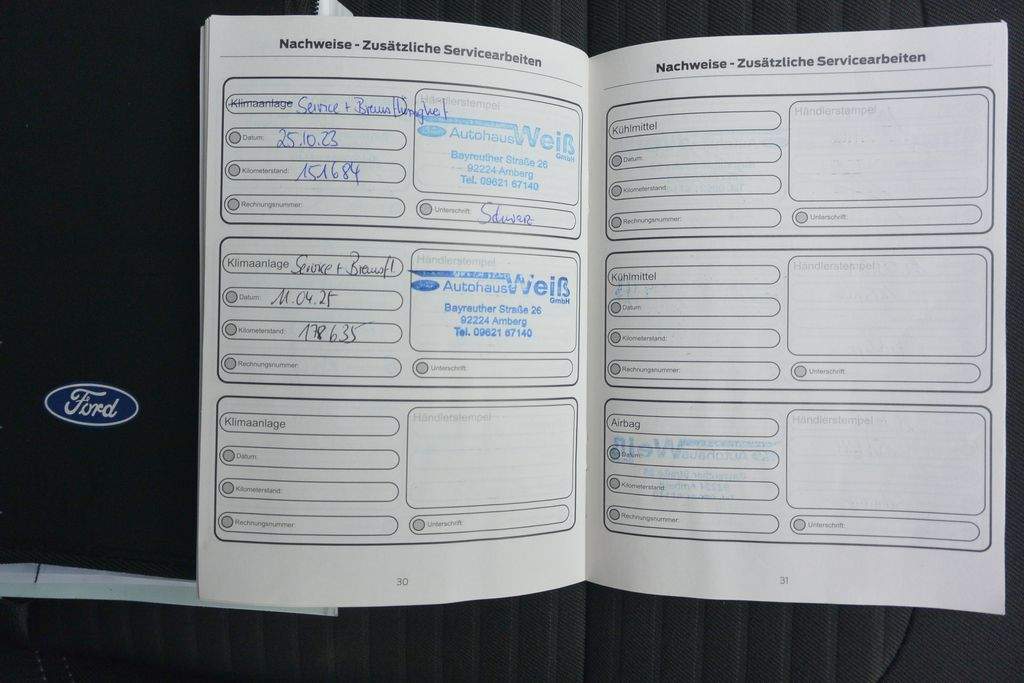 Nachweise - Zusätzliche Servicearbeiten
Klimaanlage Service + Bremsflüssigkeit
Händlerstempel
Datum: 25.10.23
Autohaus Weiß GmbH
Kilometerstand: 151684
Bayreuther Straße 26
92224 Amberg
Tel. 09621 67140
Rechnungsnummer:
Unterschrift: Schwarz
Klimaanlage Service + Bremsfl.
Händlerstempel
Datum: 11.04.25
Ford Autohaus Weiß GmbH
Kilometerstand: 178635
Bayreuther Straße 26
92224 Amberg
Tel. 09621 67140
Rechnungsnummer:
Unterschrift:
Klimaanlage
Händlerstempel
Datum:
Kilometerstand:
Rechnungsnummer:
Unterschrift:
30
Nachweise - Zusätzliche Servicearbeiten
Kühlmittel
Händlerstempel
Datum:
Kilometerstand:
Rechnungsnummer:
Unterschrift:
Kühlmittel
Händlerstempel
Datum:
Kilometerstand:
Rechnungsnummer:
Unterschrift:
Airbag
Händlerstempel
Datum:
Kilometerstand:
Rechnungsnummer:
Unterschrift:
31
Ford